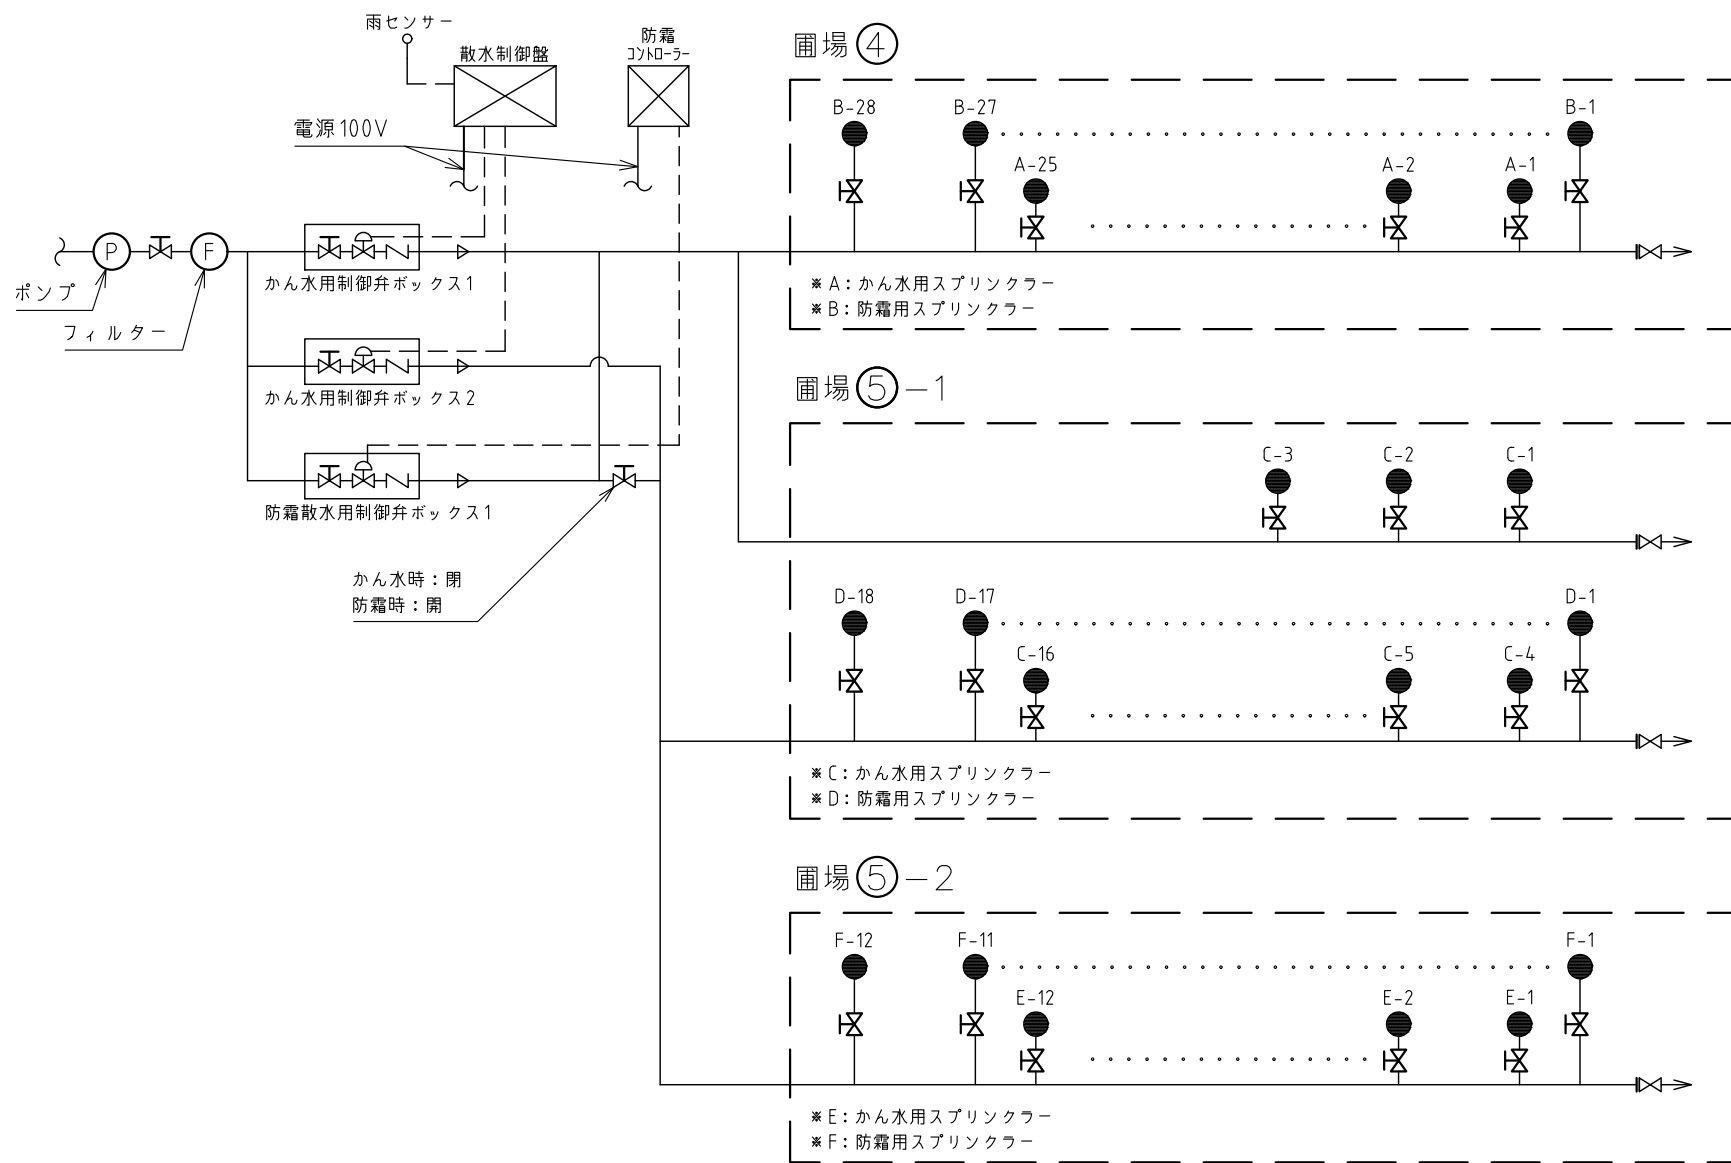 雨センサー
散水制御盤
防霜
コントローラー
電源100V
P
F
ポンプ
フィルター
かん水用制御弁ボックス1
かん水用制御弁ボックス2
防霜散水用制御弁ボックス1
かん水時：閉
防霜時：開
圃場④
B-28
B-27
B-1
A-25
A-2
A-1
※A：かん水用スプリンクラー
※B：防霜用スプリンクラー
圃場⑤-1
C-3
C-2
C-1
D-18
D-17
D-1
C-16
C-5
C-4
※C：かん水用スプリンクラー
※D：防霜用スプリンクラー
圃場⑤-2
F-12
F-11
F-1
E-12
E-2
E-1
※E：かん水用スプリンクラー
※F：防霜用スプリンクラー